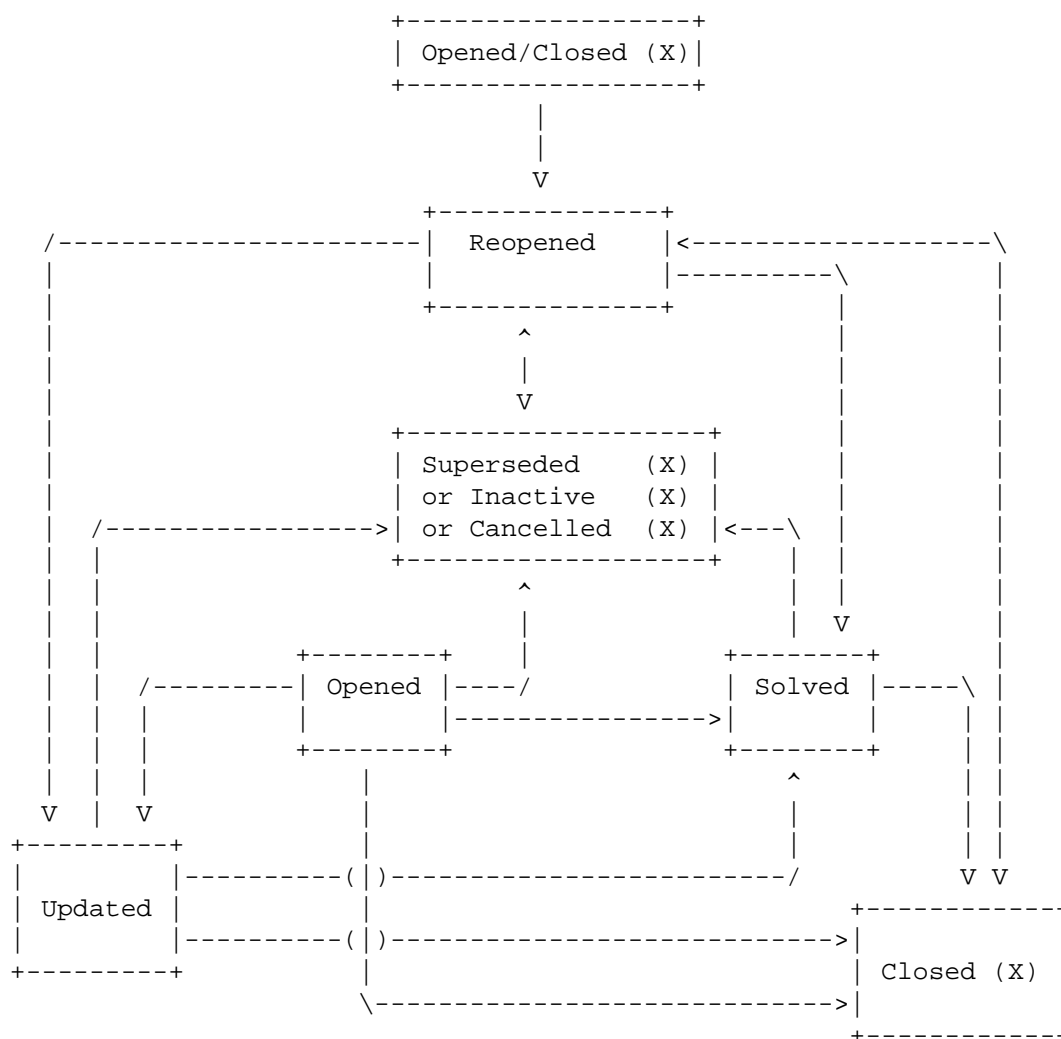 Opened/Closed (X)
Reopened
Superseded (X)
or Inactive (X)
or Cancelled (X)
Opened
Solved
Updated
Closed (X)